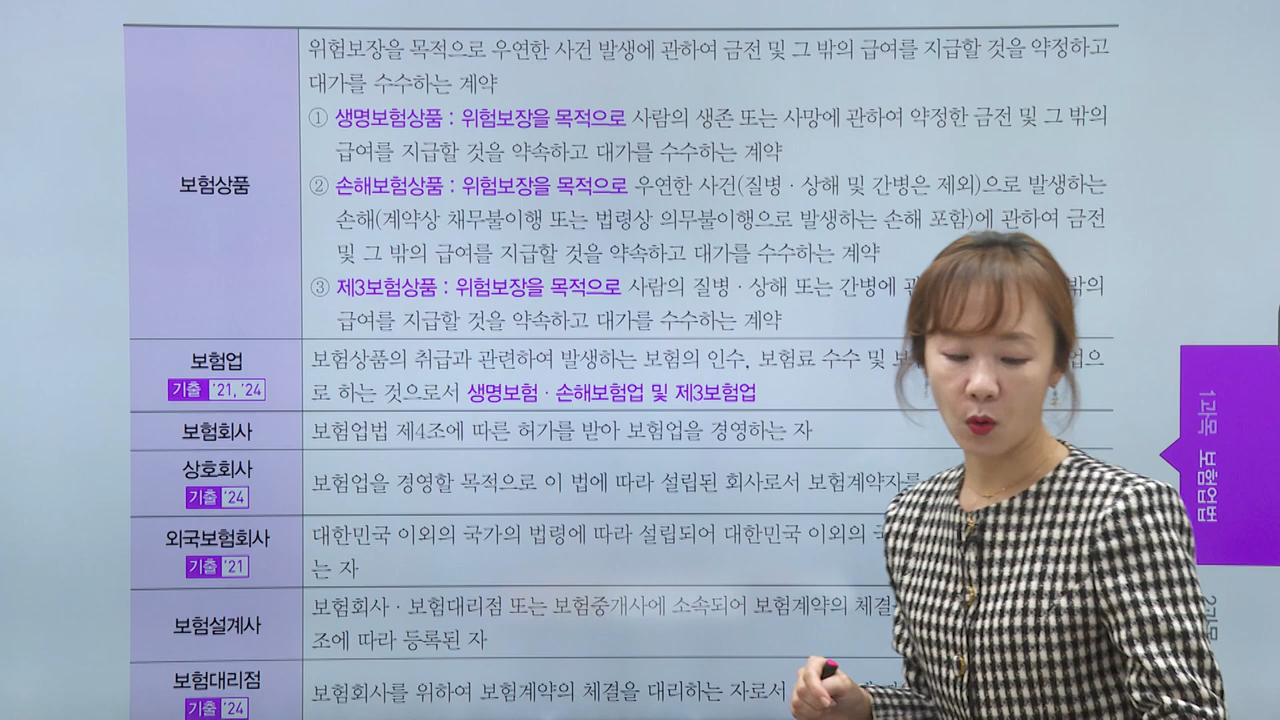 위험보장을 목적으로 우연한 사건 발생에 관하여 금전 및 그 밖의 급여를 지급할 것을 약정하고
대가를 수수하는 계약
① 생명보험상품 : 위험보장을 목적으로 사람의 생존 또는 사망에 관하여 약정한 금전 및 그 밖의
급여를 지급할 것을 약속하고 대가를 수수하는 계약
보험상품
② 손해보험상품 : 위험보장을 목적으로 우연한 사건(질병 · 상해 및 간병은 제외)으로 발생하는
손해(계약상 채무불이행 또는 법령상 의무불이행으로 발생하는 손해 포함)에 관하여 금전
및 그 밖의 급여를 지급할 것을 약속하고 대가를 수수하는 계약
③ 제3보험상품 : 위험보장을 목적으로 사람의 질병 · 상해 또는 간병에 밖의
급여를 지급할 것을 약속하고 대가를 수수하는 계약
보험업
기출 '21, '24
보험상품의 취급과 관련하여 발생하는 보험의 인수, 보험료 수수 및
로 하는 것으로서 생명보험 · 손해보험업 및 제3보험업
보험회사
보험업법 제4조에 따른 허가를 받아 보험업을 경영하는 자
상호회사
기출 '24
보험업을 경영할 목적으로 이 법에 따라 설립된 회사로서 보험계약자를
외국보험회사
기출 '21
대한민국 이외의 국가의 법령에 따라 설립되어 대한민국 이외의
는 자
보험설계사
보험회사 · 보험대리점 또는 보험중개사에 소속되어 보험계약의
조에 따라 등록된 자
보험대리점
기출 '24
보험회사를 위하여 보험계약의 체결을 대리하는 자로서
1과목 보험업법
2과목